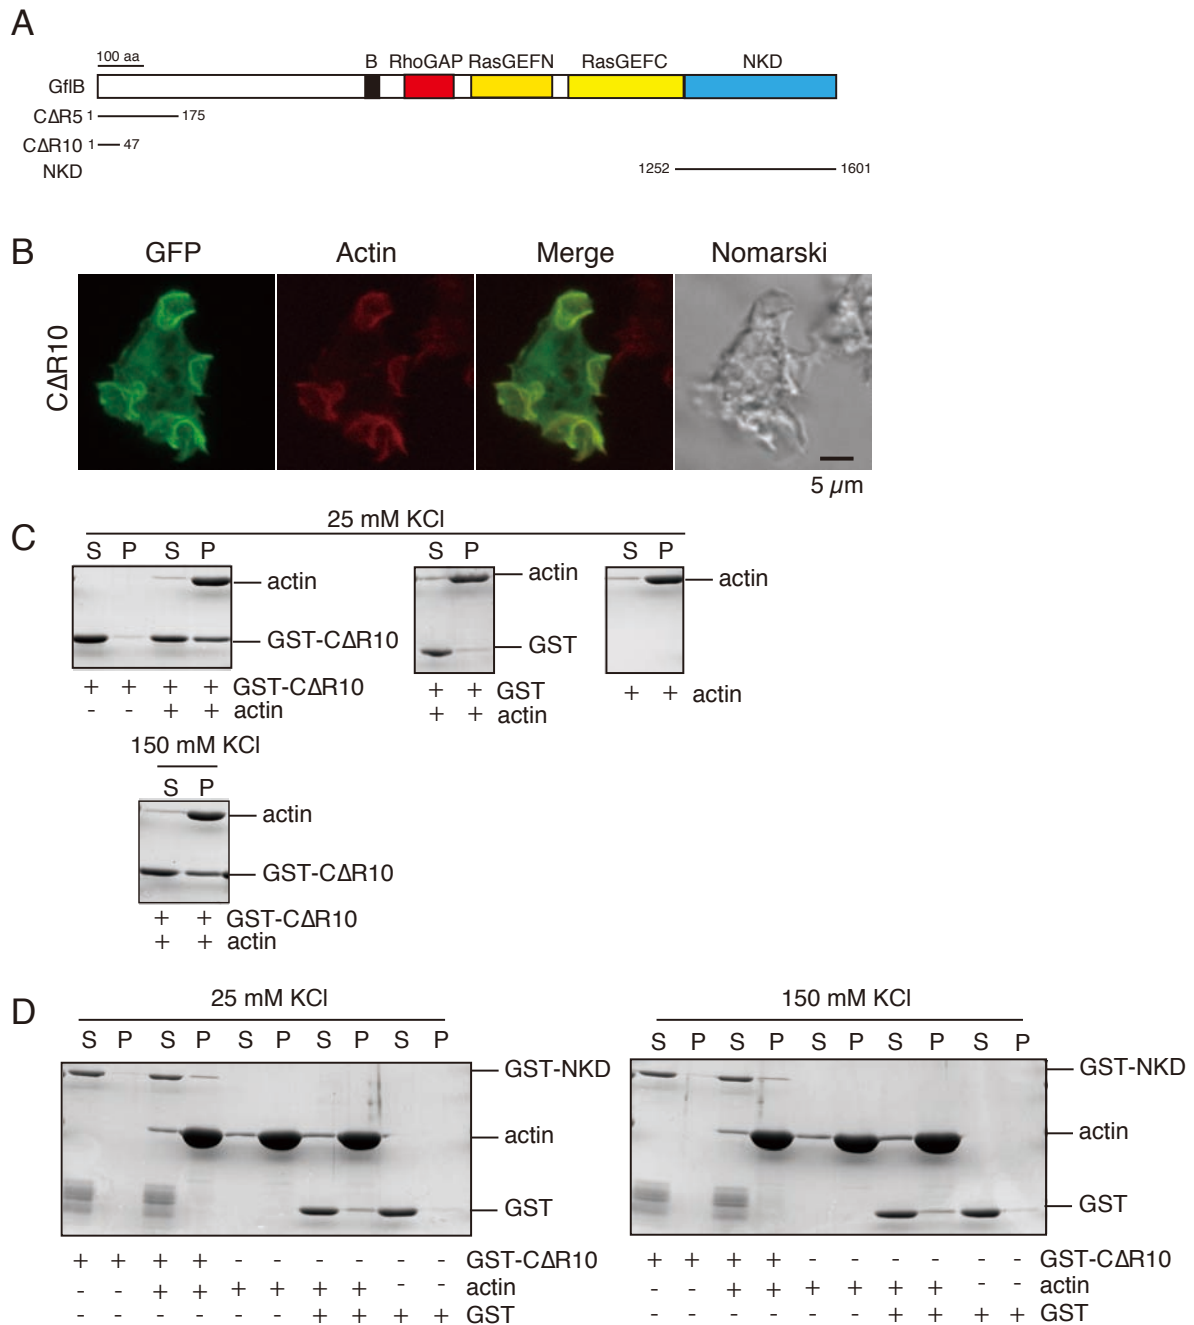 A
100 aa
B RhoGAP RasGEFN RasGEFC NKD
GflB
CΔR5 1 175
CΔR10 1 47
NKD 1252 1601
B
GFP Actin Merge Nomarski
CΔR10
5 µm
C
25 mM KCl
S P S P S P S P
actin actin actin
GST-CΔR10 GST
+ + + + GST-CΔR10 + + GST + + actin
- - + + actin + + actin
150 mM KCl
S P
actin
GST-CΔR10
+ + GST-CΔR10
+ + actin
D
25 mM KCl 150 mM KCl
S P S P S P S P S P S P S P S P S P S P
GST-NKD GST-NKD
actin actin
GST GST
+ + + + - - - - - - GST-CΔR10 + + + + - - - - - - GST-CΔR10
- - + + + + + + - - actin - - + + + + + + - - actin
- - - - - - + + + + GST - - - - - - + + + + GST